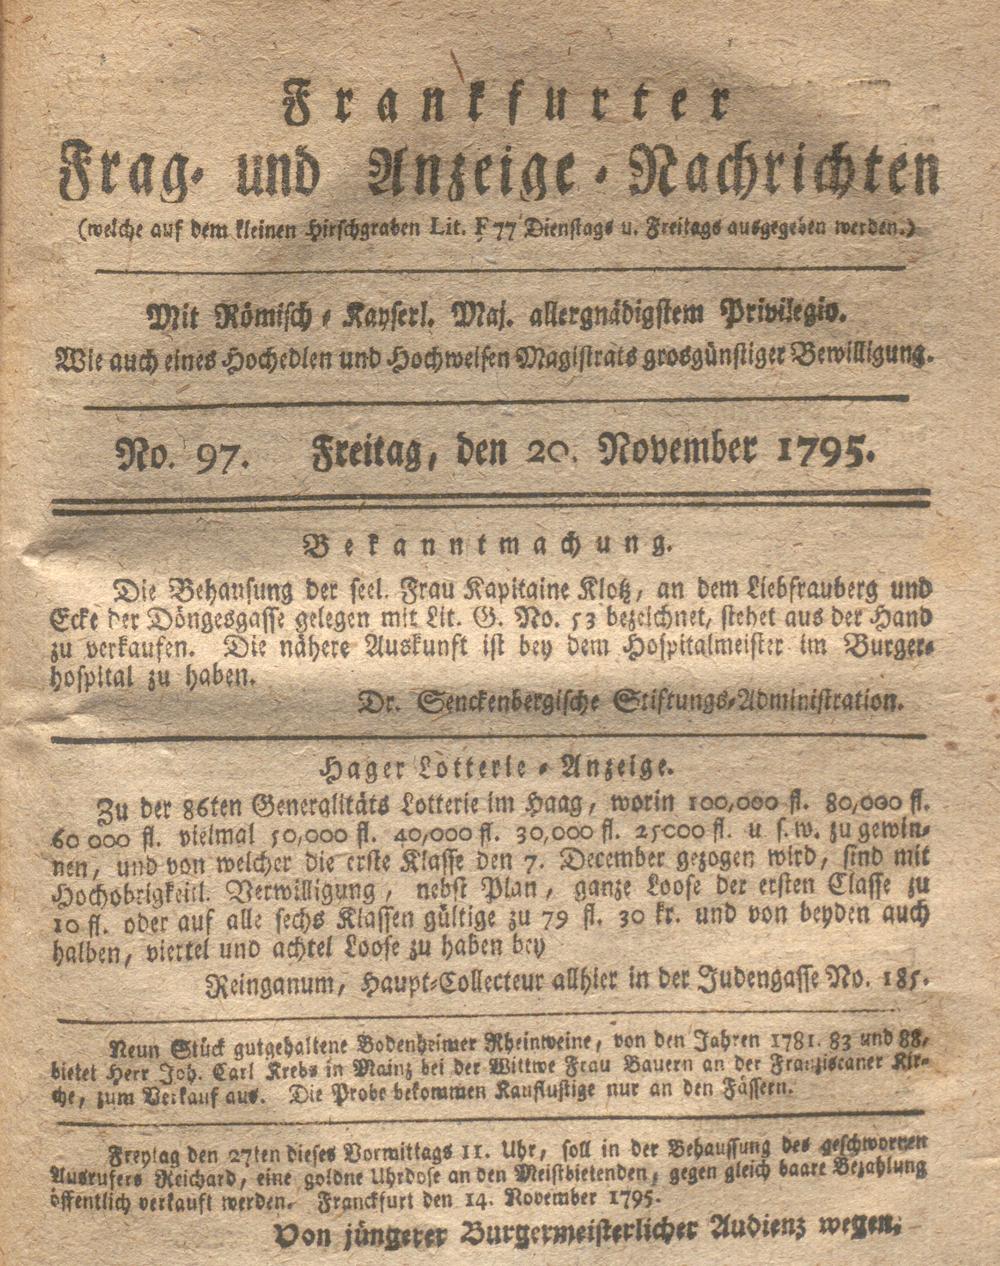 Frankfurter
Frag- und Anzeige-Nachrichten
(welche auf dem kleinen Hirschgraben Lit. F 77 Dienstags u. Freitags ausgegeben werden.)
Mit Römisch-Kayserl. Maj. allergnädigstem Privilegio.
Wie auch eines Hochedlen und Hochweisen Magistrats grosgünstiger Bewilligung.
No. 97. Freitag, den 20. November 1795.
Bekanntmachung.
Die Behausung der seel. Frau Kapitaine Klotz, an dem Liebfrauberg und
Ecke der Döngesgasse gelegen mit Lit. G. No. 53 bezeichnet, stehet aus der Hand
zu verkaufen. Die nähere Auskunft ist bey dem Hospitalmeister im Burger-
hospital zu haben.
Dr. Senckenbergische Stiftungs-Administration.
Hager Lotterie-Anzeige.
Zu der 86ten Generalitäts Lotterie im Haag, worin 100,000 fl. 80,000 fl.
60 000 fl. vielmal 50,000 fl. 40,000 fl. 30,000 fl. 25000 fl. u. s. w. zu gewin-
nen, und von welcher die erste Klasse den 7. December gezogen wird, sind mit
Hochobrigkeitl. Verwilligung, nebst Plan, ganze Loose der ersten Classe zu
10 fl. oder auf alle sechs Klassen gültige zu 79 fl. 30 kr. und von beyden auch
halben, viertel und achtel Loose zu haben bey
Reinganum, Haupt-Collecteur allhier in der Judengasse No. 185.
Neun Stück gutgehaltene Bodenheimer Rheinweine, von den Jahren 1781. 83 und 88,
bietet Herr Joh. Carl Krebs in Mainz bei der Wittwe Frau Bauern an der Franziscaner Kir-
che, zum Verkauf aus. Die Probe bekommen Kauflustige nur an den Fässern.
Freytag den 27ten dieses Vormittags 11. Uhr, soll in der Behaussung des geschwornen
Ausrufers Reichard, eine goldne Uhrdose an den Meistbietenden, gegen gleich baare Bezahlung
öffentlich verkauft werden. Franckfurt den 14. November 1795.
Von jüngerer Burgermeisterlicher Audienz wegen.